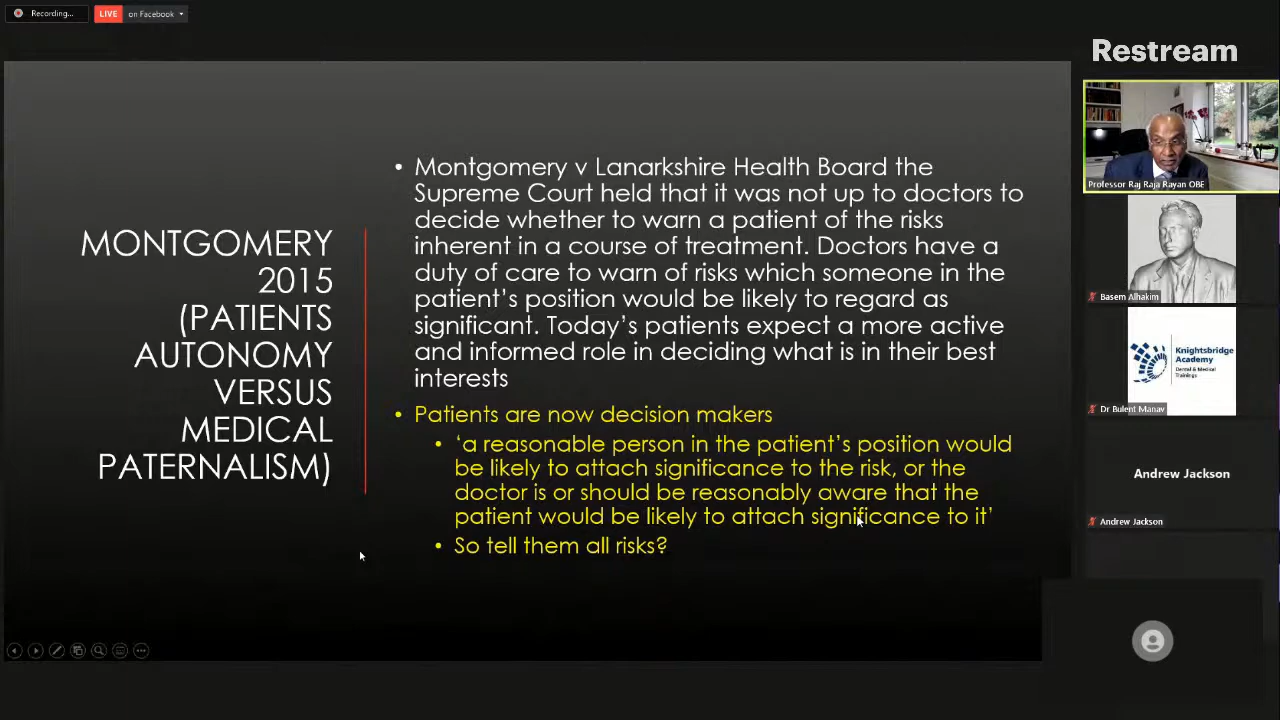 Recording...
LIVE on Facebook
Restream
MONTGOMERY
2015
(PATIENTS
AUTONOMY
VERSUS
MEDICAL
PATERNALISM)
• Montgomery v Lanarkshire Health Board the
Supreme Court held that it was not up to doctors to
decide whether to warn a patient of the risks
inherent in a course of treatment. Doctors have a
duty of care to warn of risks which someone in the
patient's position would be likely to regard as
significant. Today's patients expect a more active
and informed role in deciding what is in their best
interests
• Patients are now decision makers
• ‘a reasonable person in the patient's position would
be likely to attach significance to the risk, or the
doctor is or should be reasonably aware that the
patient would be likely to attach significance to it’
• So tell them all risks?
Professor Raj Raja Rayan OBE
Basem Alhakim
Knightsbridge
Academy
Dental & Medical
Trainings
Dr Bulent Manav
Andrew Jackson
Andrew Jackson